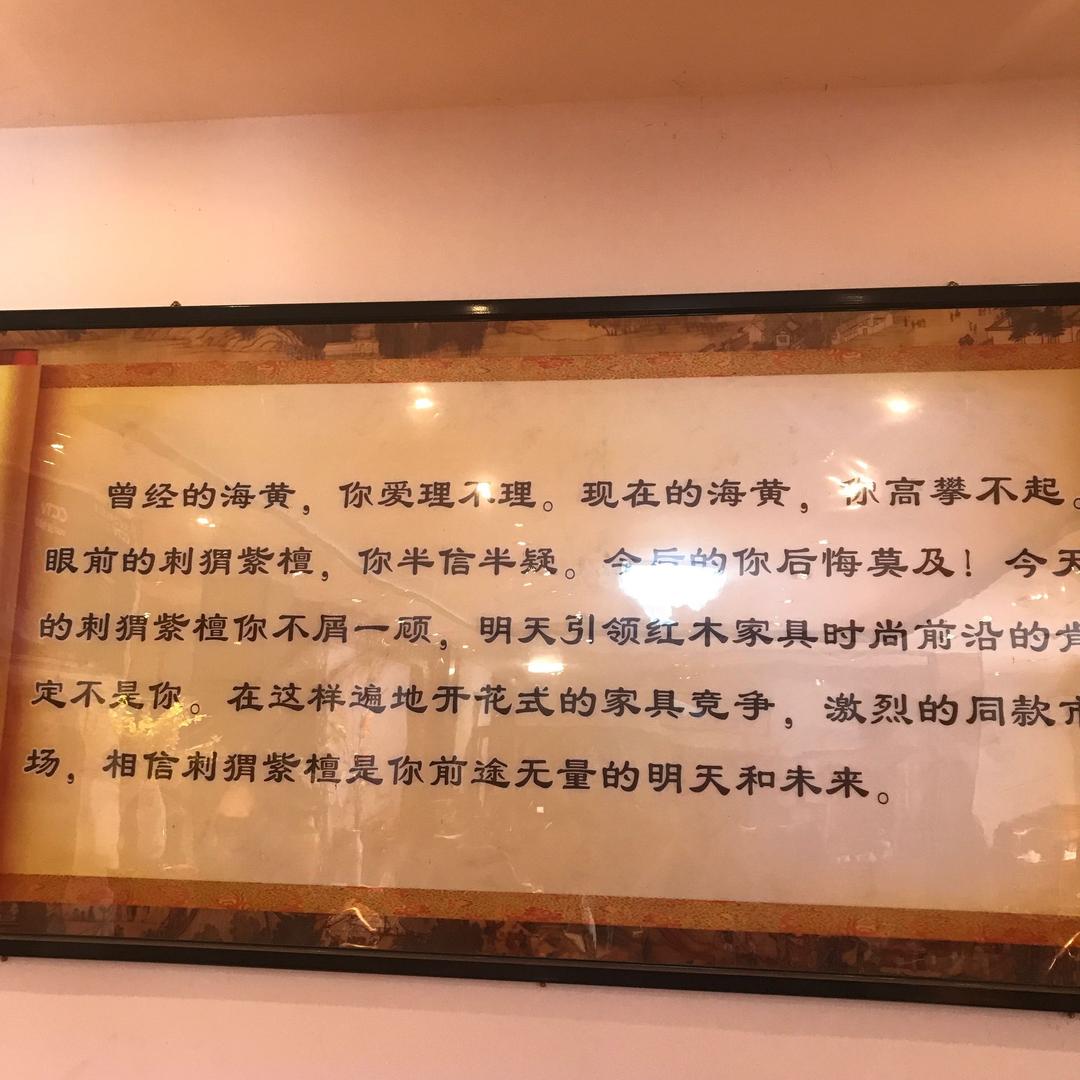 曾经的海黄，你爱理不理。现在的海黄，你高攀不起。
眼前的刺猬紫檀，你半信半疑。今后的你后悔莫及！今天
的刺猬紫檀你不屑一顾，明天引领红木家具时尚前沿的肯
定不是你。在这样遍地开花式的家具竞争，激烈的同款市
场，相信刺猬紫檀是你前途无量的明天和未来。